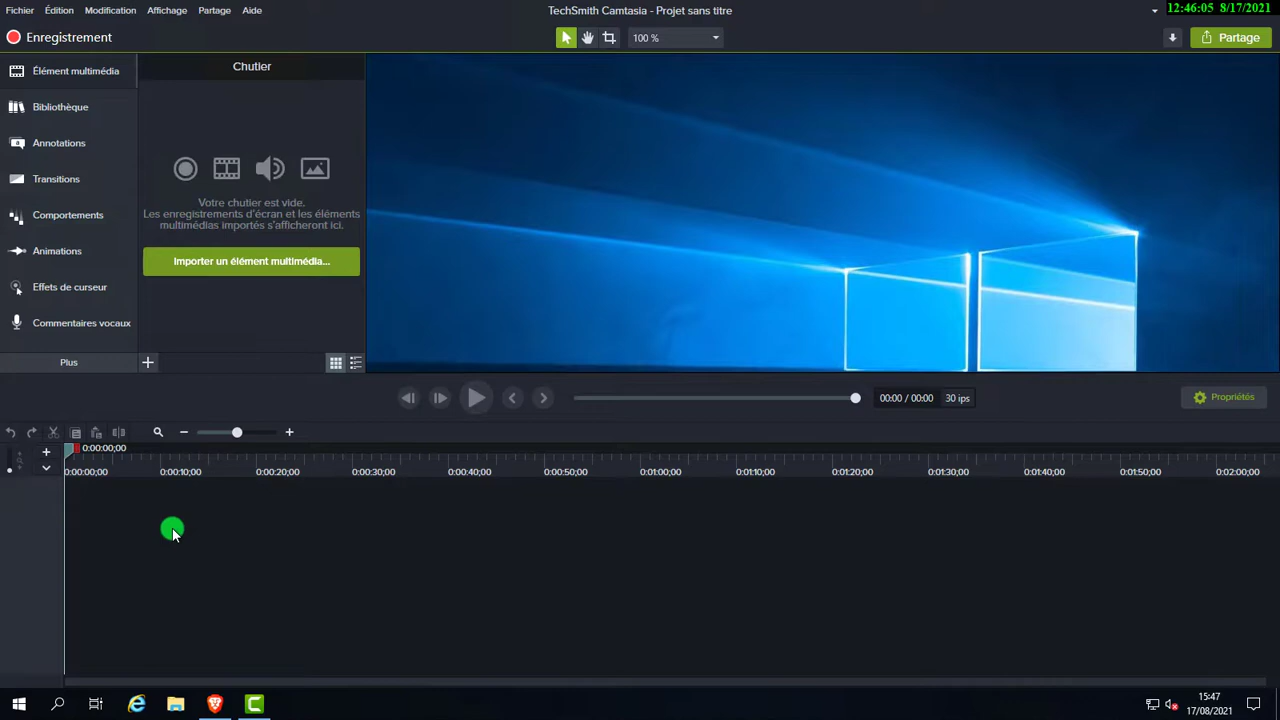 Fichier Édition Modification Affichage Partage Aide
TechSmith Camtasia - Projet sans titre
12:46:05 8/17/2021
Enregistrement
100 %
Partage
Élément multimédia
Bibliothèque
Annotations
Transitions
Comportements
Animations
Effets de curseur
Commentaires vocaux
Plus
Chutier
Votre chutier est vide.
Les enregistrements d'écran et les éléments
multimédias importés s'afficheront ici.
Importer un élément multimédia...
00:00 / 00:00 30 ips
Propriétés
0:00:00;00
0:00:00;00 0:00:10;00 0:00:20;00 0:00:30;00 0:00:40;00 0:00:50;00 0:01:00;00 0:01:10;00 0:01:20;00 0:01:30;00 0:01:40;00 0:01:50;00 0:02:00;00
15:47
17/08/2021